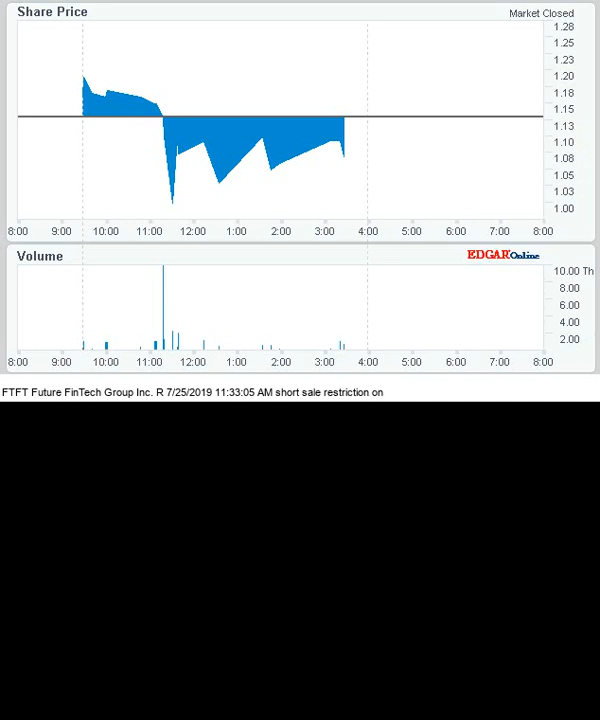 Share Price
Market Closed
1.28
1.25
1.23
1.20
1.18
1.15
1.13
1.10
1.08
1.05
1.03
1.00
8:00 9:00 10:00 11:00 12:00 1:00 2:00 3:00 4:00 5:00 6:00 7:00 8:00
Volume
EDGAR Online
10.00 Th
8.00
6.00
4.00
2.00
8:00 9:00 10:00 11:00 12:00 1:00 2:00 3:00 4:00 5:00 6:00 7:00 8:00
FTFT Future FinTech Group Inc. R 7/25/2019 11:33:05 AM short sale restriction on